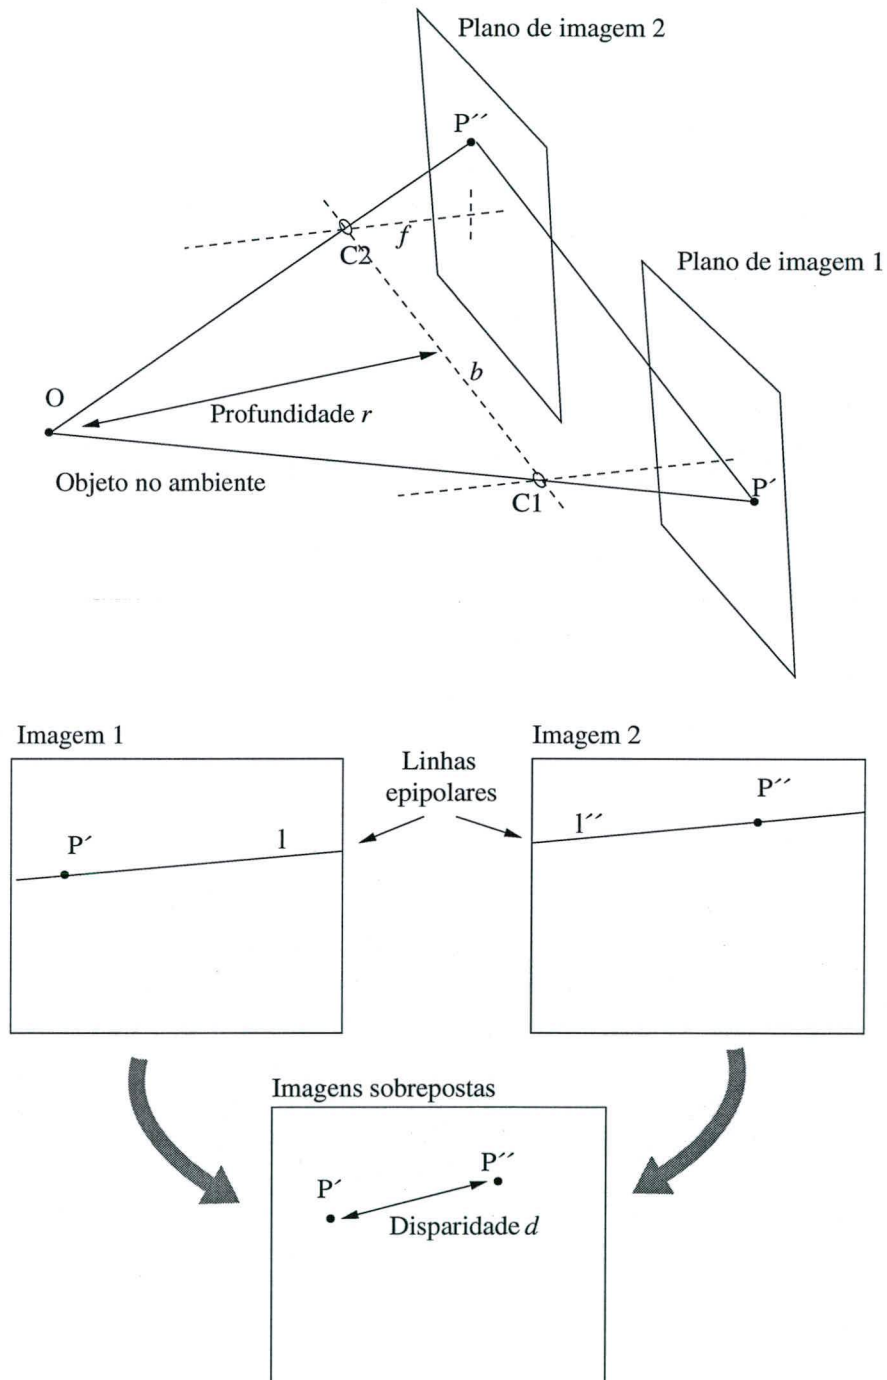 Plano de imagem 2
P´´
C2
f
Plano de imagem 1
b
O
Profundidade r
Objeto no ambiente
C1
P´
Imagem 1
Linhas
epipolares
Imagem 2
P´
l
l´´
P´´
Imagens sobrepostas
P´
P´´
Disparidade d